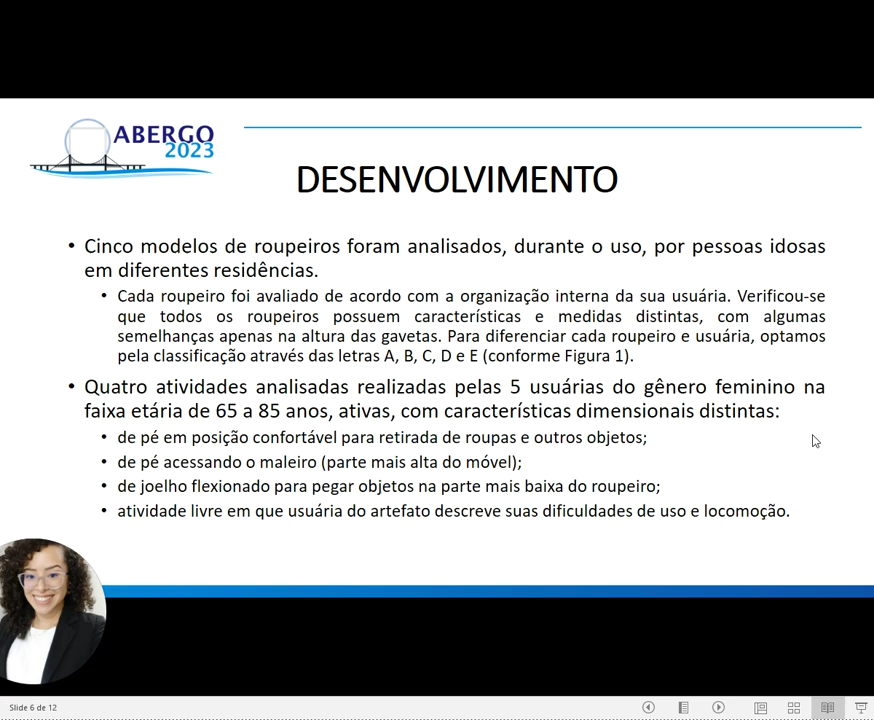 ABERGO
2023
DESENVOLVIMENTO
• Cinco modelos de roupeiros foram analisados, durante o uso, por pessoas idosas
em diferentes residências.
• Cada roupeiro foi avaliado de acordo com a organização interna da sua usuária. Verificou-se
que todos os roupeiros possuem características e medidas distintas, com algumas
semelhanças apenas na altura das gavetas. Para diferenciar cada roupeiro e usuária, optamos
pela classificação através das letras A, B, C, D e E (conforme Figura 1).
• Quatro atividades analisadas realizadas pelas 5 usuárias do gênero feminino na
faixa etária de 65 a 85 anos, ativas, com características dimensionais distintas:
• de pé em posição confortável para retirada de roupas e outros objetos;
• de pé acessando o maleiro (parte mais alta do móvel);
• de joelho flexionado para pegar objetos na parte mais baixa do roupeiro;
• atividade livre em que usuária do artefato descreve suas dificuldades de uso e locomoção.
Slide 6 de 12